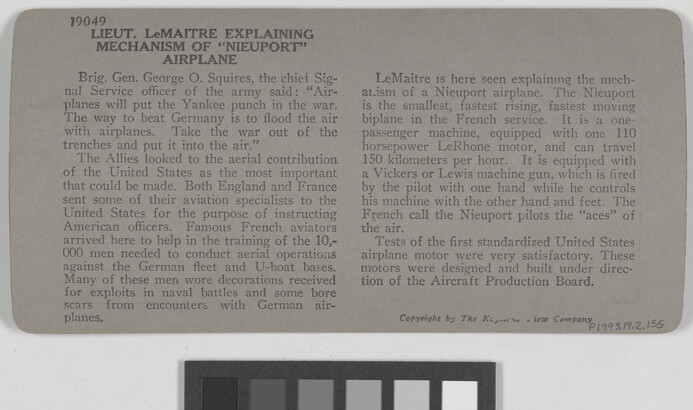 19049
LIEUT. LeMAITRE EXPLAINING
MECHANISM OF "NIEUPORT"
AIRPLANE
Brig. Gen. George O. Squires, the chief Sig-
nal Service officer of the army said: "Air-
planes will put the Yankee punch in the war.
The way to beat Germany is to flood the air
with airplanes. Take the war out of the
trenches and put it into the air."
The Allies looked to the aerial contribution
of the United States as the most important
that could be made. Both England and France
sent some of their aviation specialists to the
United States for the purpose of instructing
American officers. Famous French aviators
arrived here to help in the training of the 10,-
000 men needed to conduct aerial operations
against the German fleet and U-boat bases.
Many of these men wore decorations received
for exploits in naval battles and some bore
scars from encounters with German air-
planes.
LeMaitre is here seen explaining the mech-
anism of a Nieuport airplane. The Nieuport
is the smallest, fastest rising, fastest moving
biplane in the French service. It is a one-
passenger machine, equipped with one 110
horsepower LeRhone motor, and can travel
150 kilometers per hour. It is equipped with
a Vickers or Lewis machine gun, which is fired
by the pilot with one hand while he controls
his machine with the other hand and feet. The
French call the Nieuport pilots the "aces" of
the air.
Tests of the first standardized United States
airplane motor were very satisfactory. These
motors were designed and built under direc-
tion of the Aircraft Production Board.
Copyright by The View Company
P199319.2.155